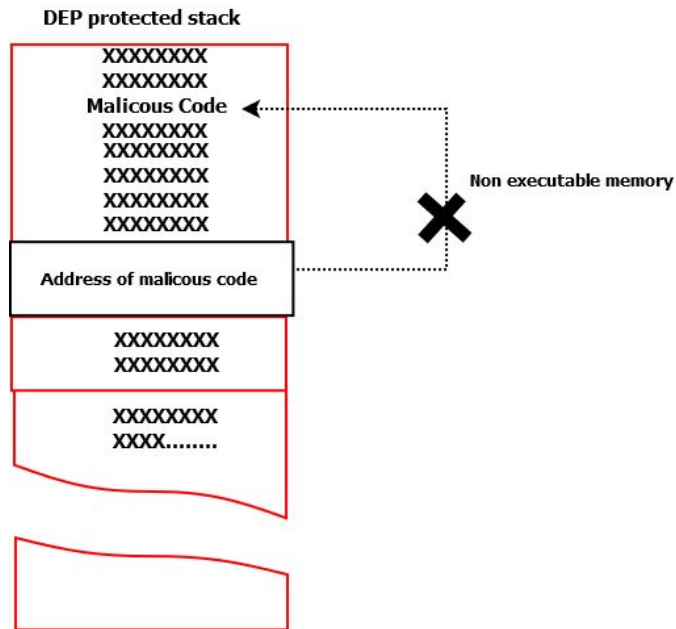 DEP protected stack
XXXXXXXX
XXXXXXXX
Malicous Code
XXXXXXXX
XXXXXXXX
XXXXXXXX
XXXXXXXX
XXXXXXXX
Non executable memory
Address of malicous code
XXXXXXXX
XXXXXXXX
XXXXXXXX
XXXX........